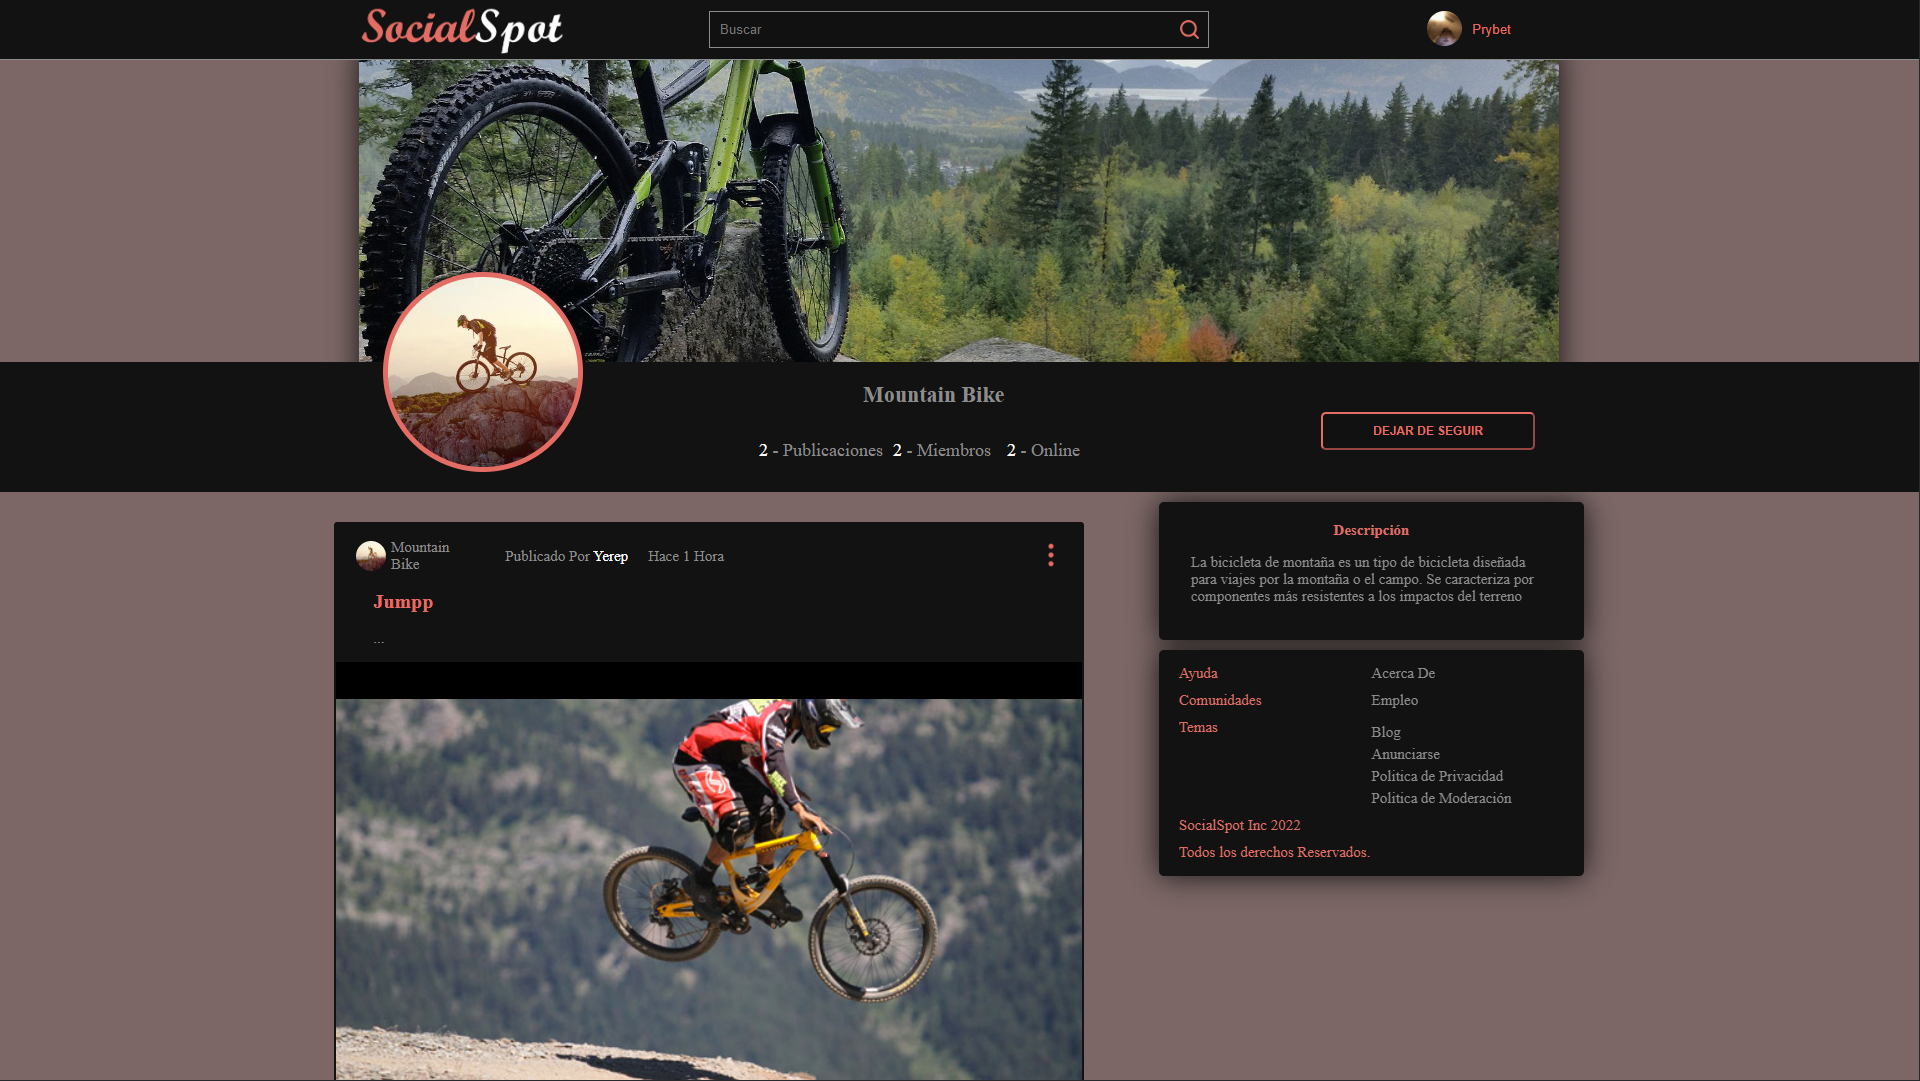 SocialSpot
Buscar
Prybet
Mountain Bike
2 - Publicaciones 2 - Miembros 2 - Online
DEJAR DE SEGUIR
Mountain
Bike
Publicado Por Yerep Hace 1 Hora
Jumpp
...
Descripción
La bicicleta de montaña es un tipo de bicicleta diseñada
para viajes por la montaña o el campo. Se caracteriza por
componentes más resistentes a los impactos del terreno
Ayuda
Comunidades
Temas
Acerca De
Empleo
Blog
Anunciarse
Politica de Privacidad
Politica de Moderación
SocialSpot Inc 2022
Todos los derechos Reservados.